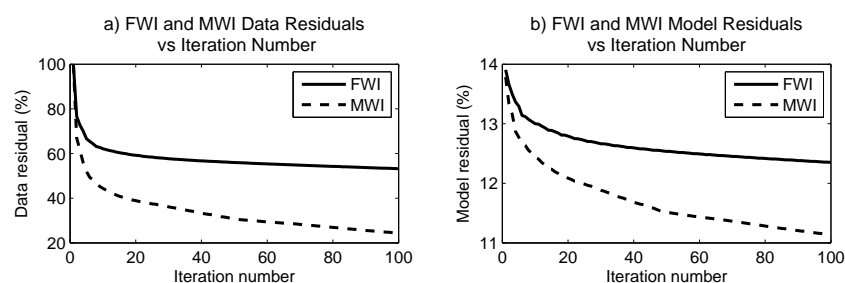 a) FWI and MWI Data Residuals
vs Iteration Number
100
80
60
40
20
Data residual (%)
FWI
MWI
0 20 40 60 80 100
Iteration number
b) FWI and MWI Model Residuals
vs Iteration Number
14
13
12
11
Model residual (%)
FWI
MWI
0 20 40 60 80 100
Iteration number